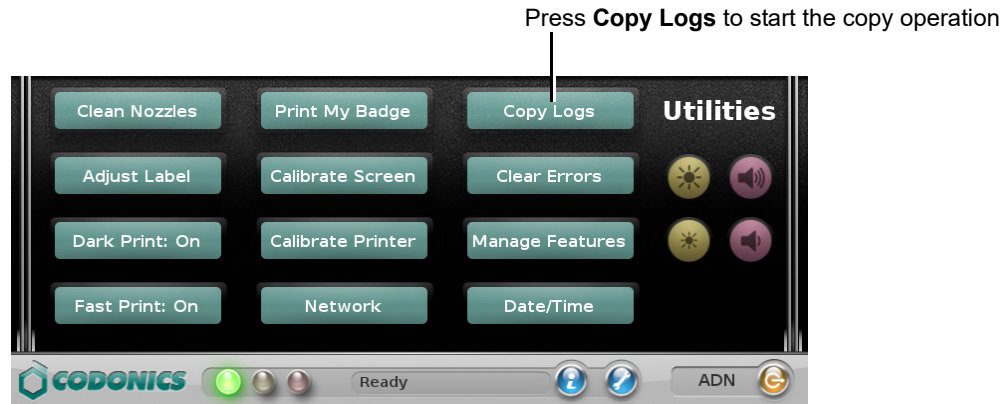 Press Copy Logs to start the copy operation
Clean Nozzles Print My Badge Copy Logs Utilities
Adjust Label Calibrate Screen Clear Errors
Dark Print: On Calibrate Printer Manage Features
Fast Print: On Network Date/Time
CODONICS Ready i ADN